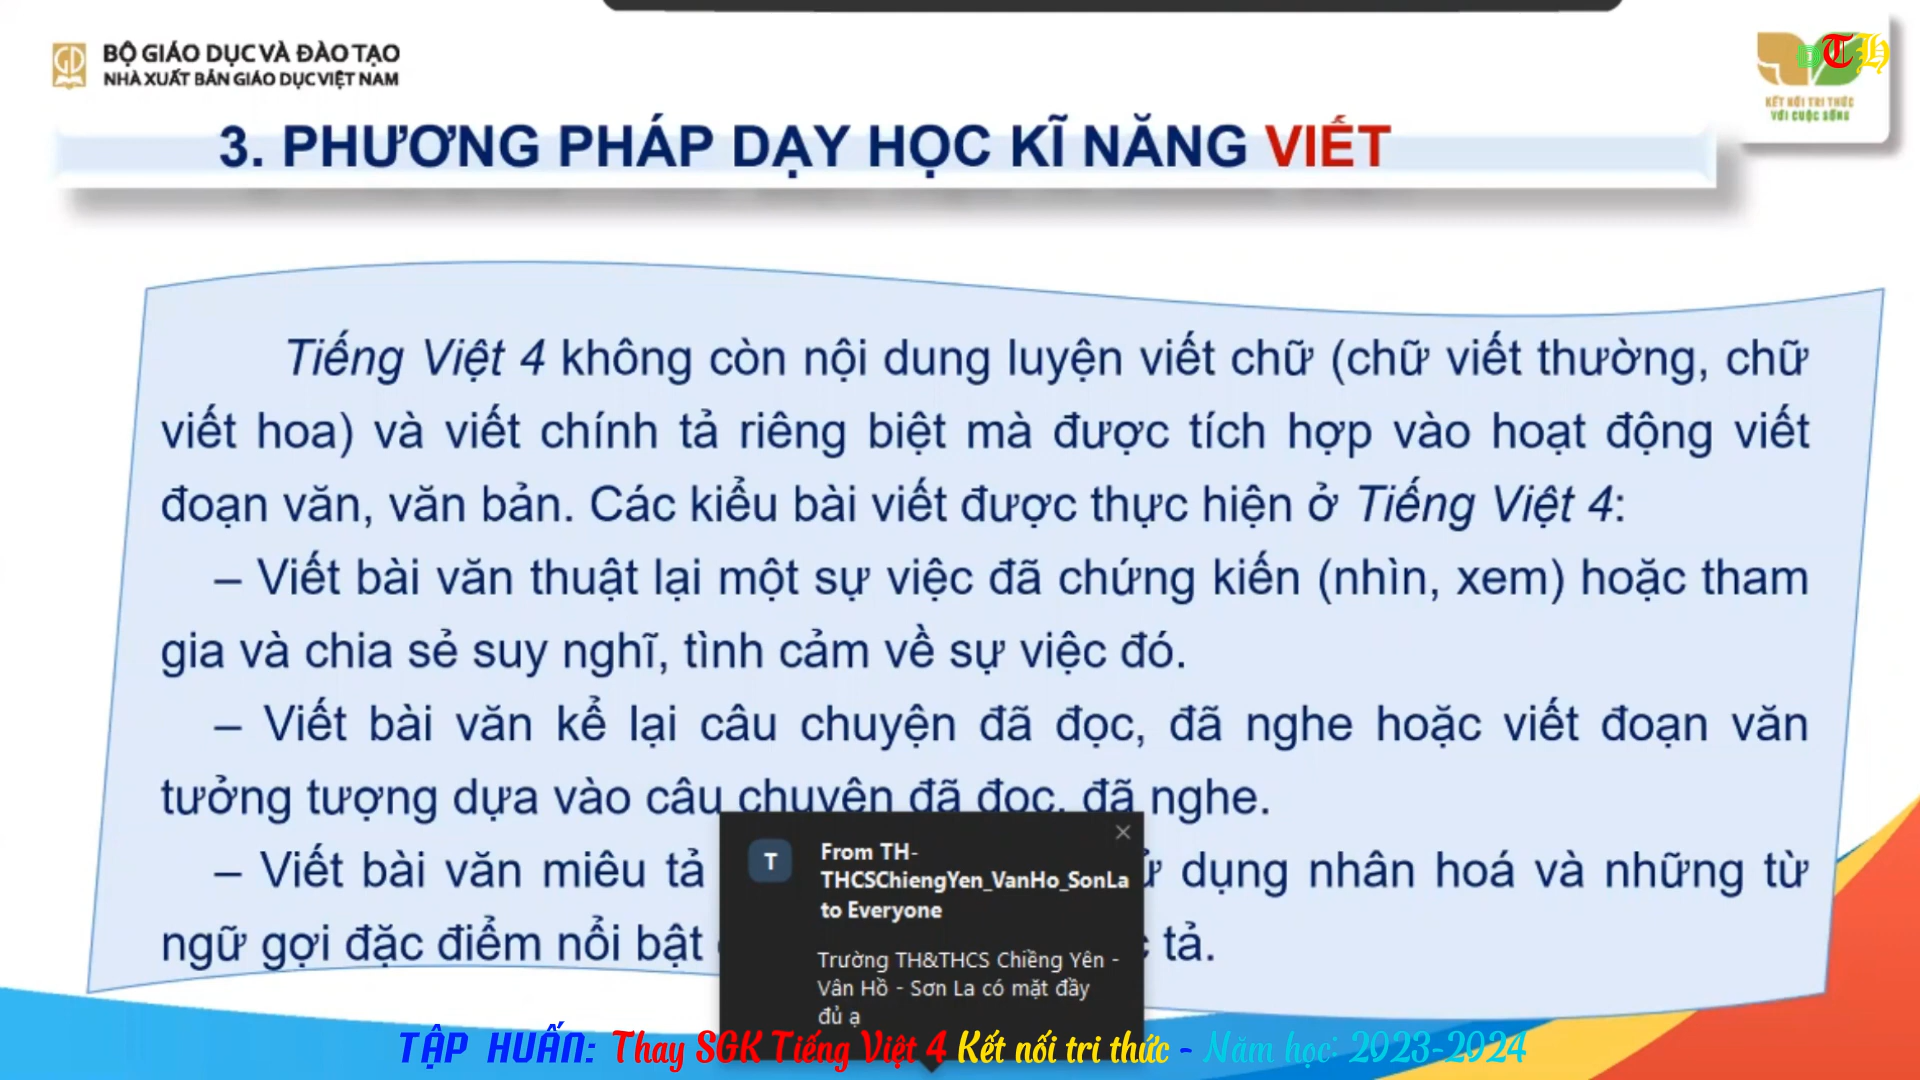 BỘ GIÁO DỤC VÀ ĐÀO TẠO
NHÀ XUẤT BẢN GIÁO DỤC VIỆT NAM
TH
KẾT NỐI TRI THỨC
VỚI CUỘC SỐNG
3. PHƯƠNG PHÁP DẠY HỌC KĨ NĂNG VIẾT
Tiếng Việt 4 không còn nội dung luyện viết chữ (chữ viết thường, chữ
viết hoa) và viết chính tả riêng biệt mà được tích hợp vào hoạt động viết
đoạn văn, văn bản. Các kiểu bài viết được thực hiện ở Tiếng Việt 4:
– Viết bài văn thuật lại một sự việc đã chứng kiến (nhìn, xem) hoặc tham
gia và chia sẻ suy nghĩ, tình cảm về sự việc đó.
– Viết bài văn kể lại câu chuyện đã đọc, đã nghe hoặc viết đoạn văn
tưởng tượng dựa vào câu chuyện đã đọc, đã nghe.
– Viết bài văn miêu tả dụng nhân hoá và những từ
ngữ gợi đặc điểm nổi bật tả.
T
From TH-
THCSChiengYen_VanHo_SonLa
to Everyone
Trường TH&THCS Chiềng Yên -
Vân Hồ - Sơn La có mặt đầy
đủ ạ
TẬP HUẤN: Thay SGK Tiếng Việt 4 Kết nối tri thức - Năm học: 2023-2024